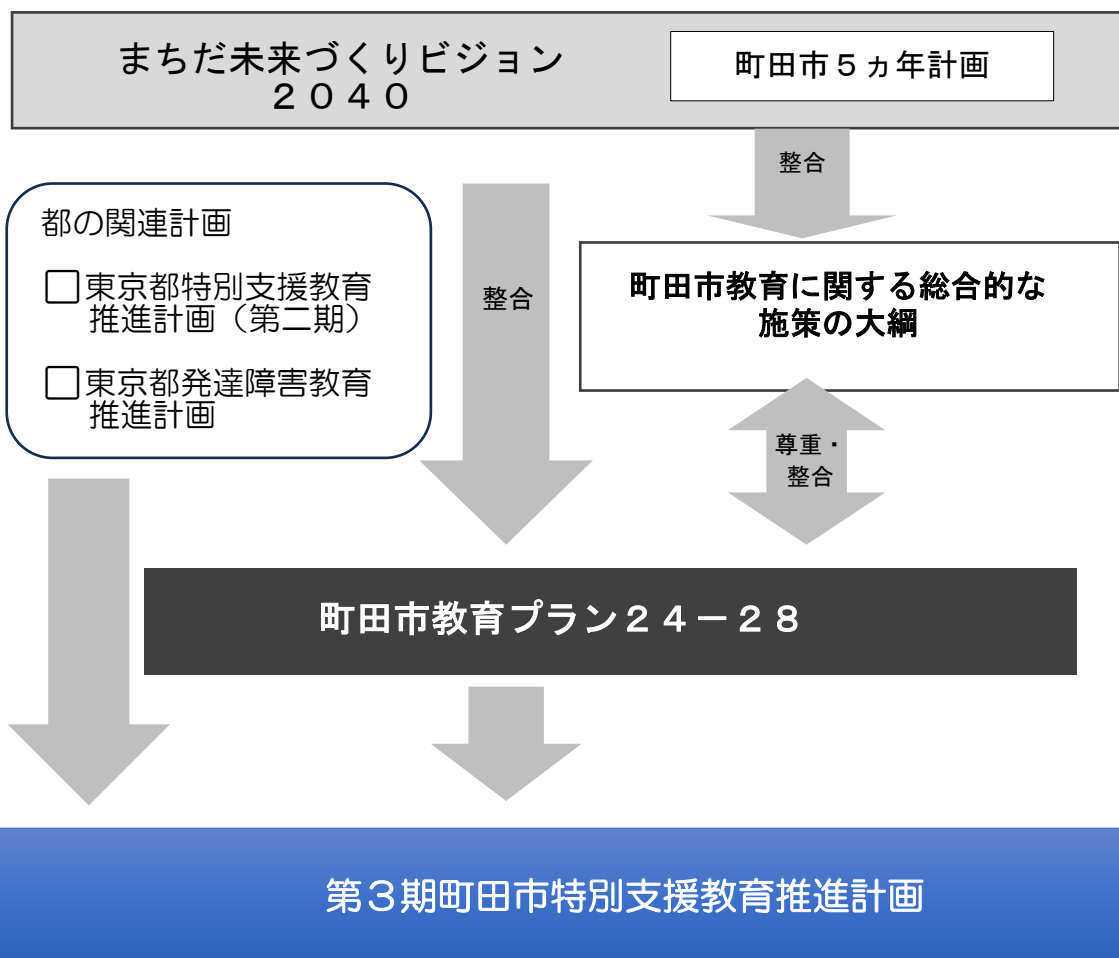 まちだ未来づくりビジョン
２０４０
町田市５ヵ年計画
整合
都の関連計画
□東京都特別支援教育
推進計画（第二期）
□東京都発達障害教育
推進計画
整合
町田市教育に関する総合的な
施策の大綱
尊重・
整合
町田市教育プラン２４－２８
第３期町田市特別支援教育推進計画